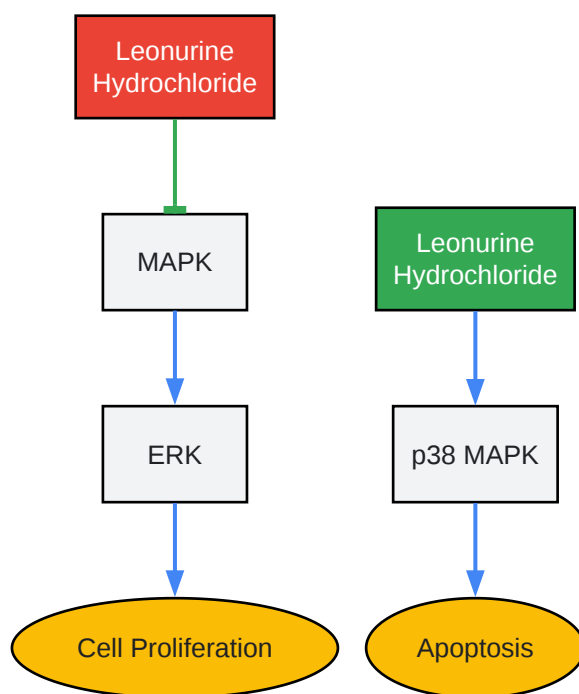 Leonurine
Hydrochloride
MAPK
ERK
Cell Proliferation
Leonurine
Hydrochloride
p38 MAPK
Apoptosis